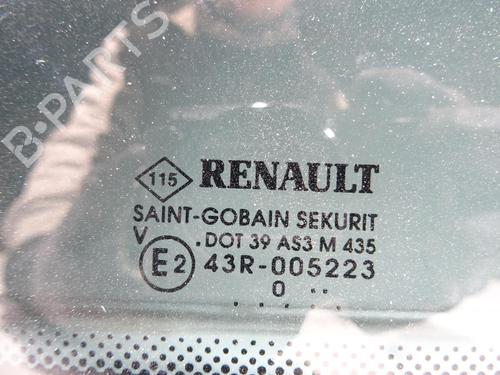 B-PARTS
115 RENAULT
SAINT-GOBAIN SEKURIT
V .DOT 39 AS3 M 435
E2 43R-005223
0 ..
.....